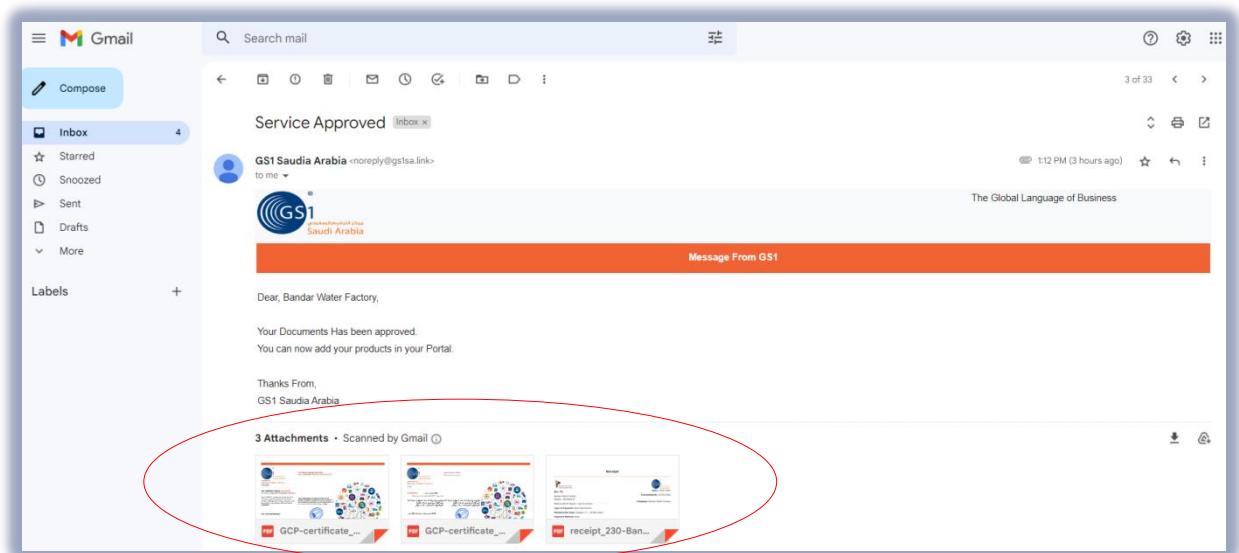 Gmail
Search mail
Compose
3 of 33
Service Approved
Inbox ×
Inbox 4
Starred
Snoozed
Sent
Drafts
More
Labels
GS1 Saudia Arabia <noreply@gs1sa.link>
1:12 PM (3 hours ago)
to me
The Global Language of Business
GS1
Saudi Arabia
Message From GS1
Dear, Bandar Water Factory,
Your Documents Has been approved.
You can now add your products in your Portal.
Thanks From,
GS1 Saudia Arabia
3 Attachments • Scanned by Gmail
Receipt
PDF GCP-certificate_...
PDF GCP-certificate_...
PDF receipt_230-Ban...